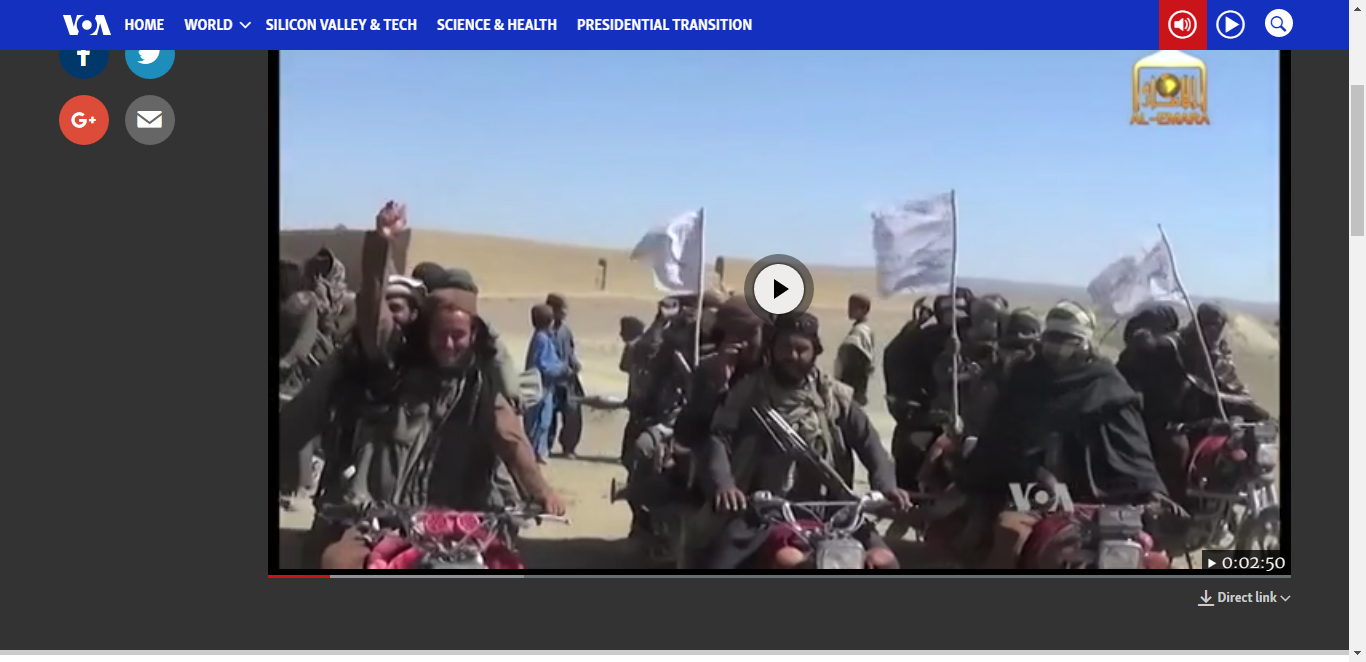 VOA HOME WORLD SILICON VALLEY & TECH SCIENCE & HEALTH PRESIDENTIAL TRANSITION
f
G+
AL-EMARA
VOA
0:02:50
Direct link